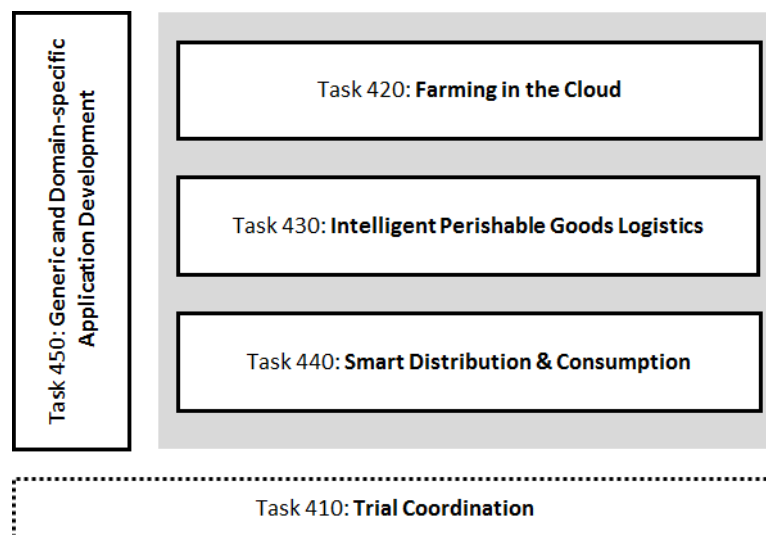 Task 450: Generic and Domain-specific
Application Development
Task 420: Farming in the Cloud
Task 430: Intelligent Perishable Goods Logistics
Task 440: Smart Distribution & Consumption
Task 410: Trial Coordination